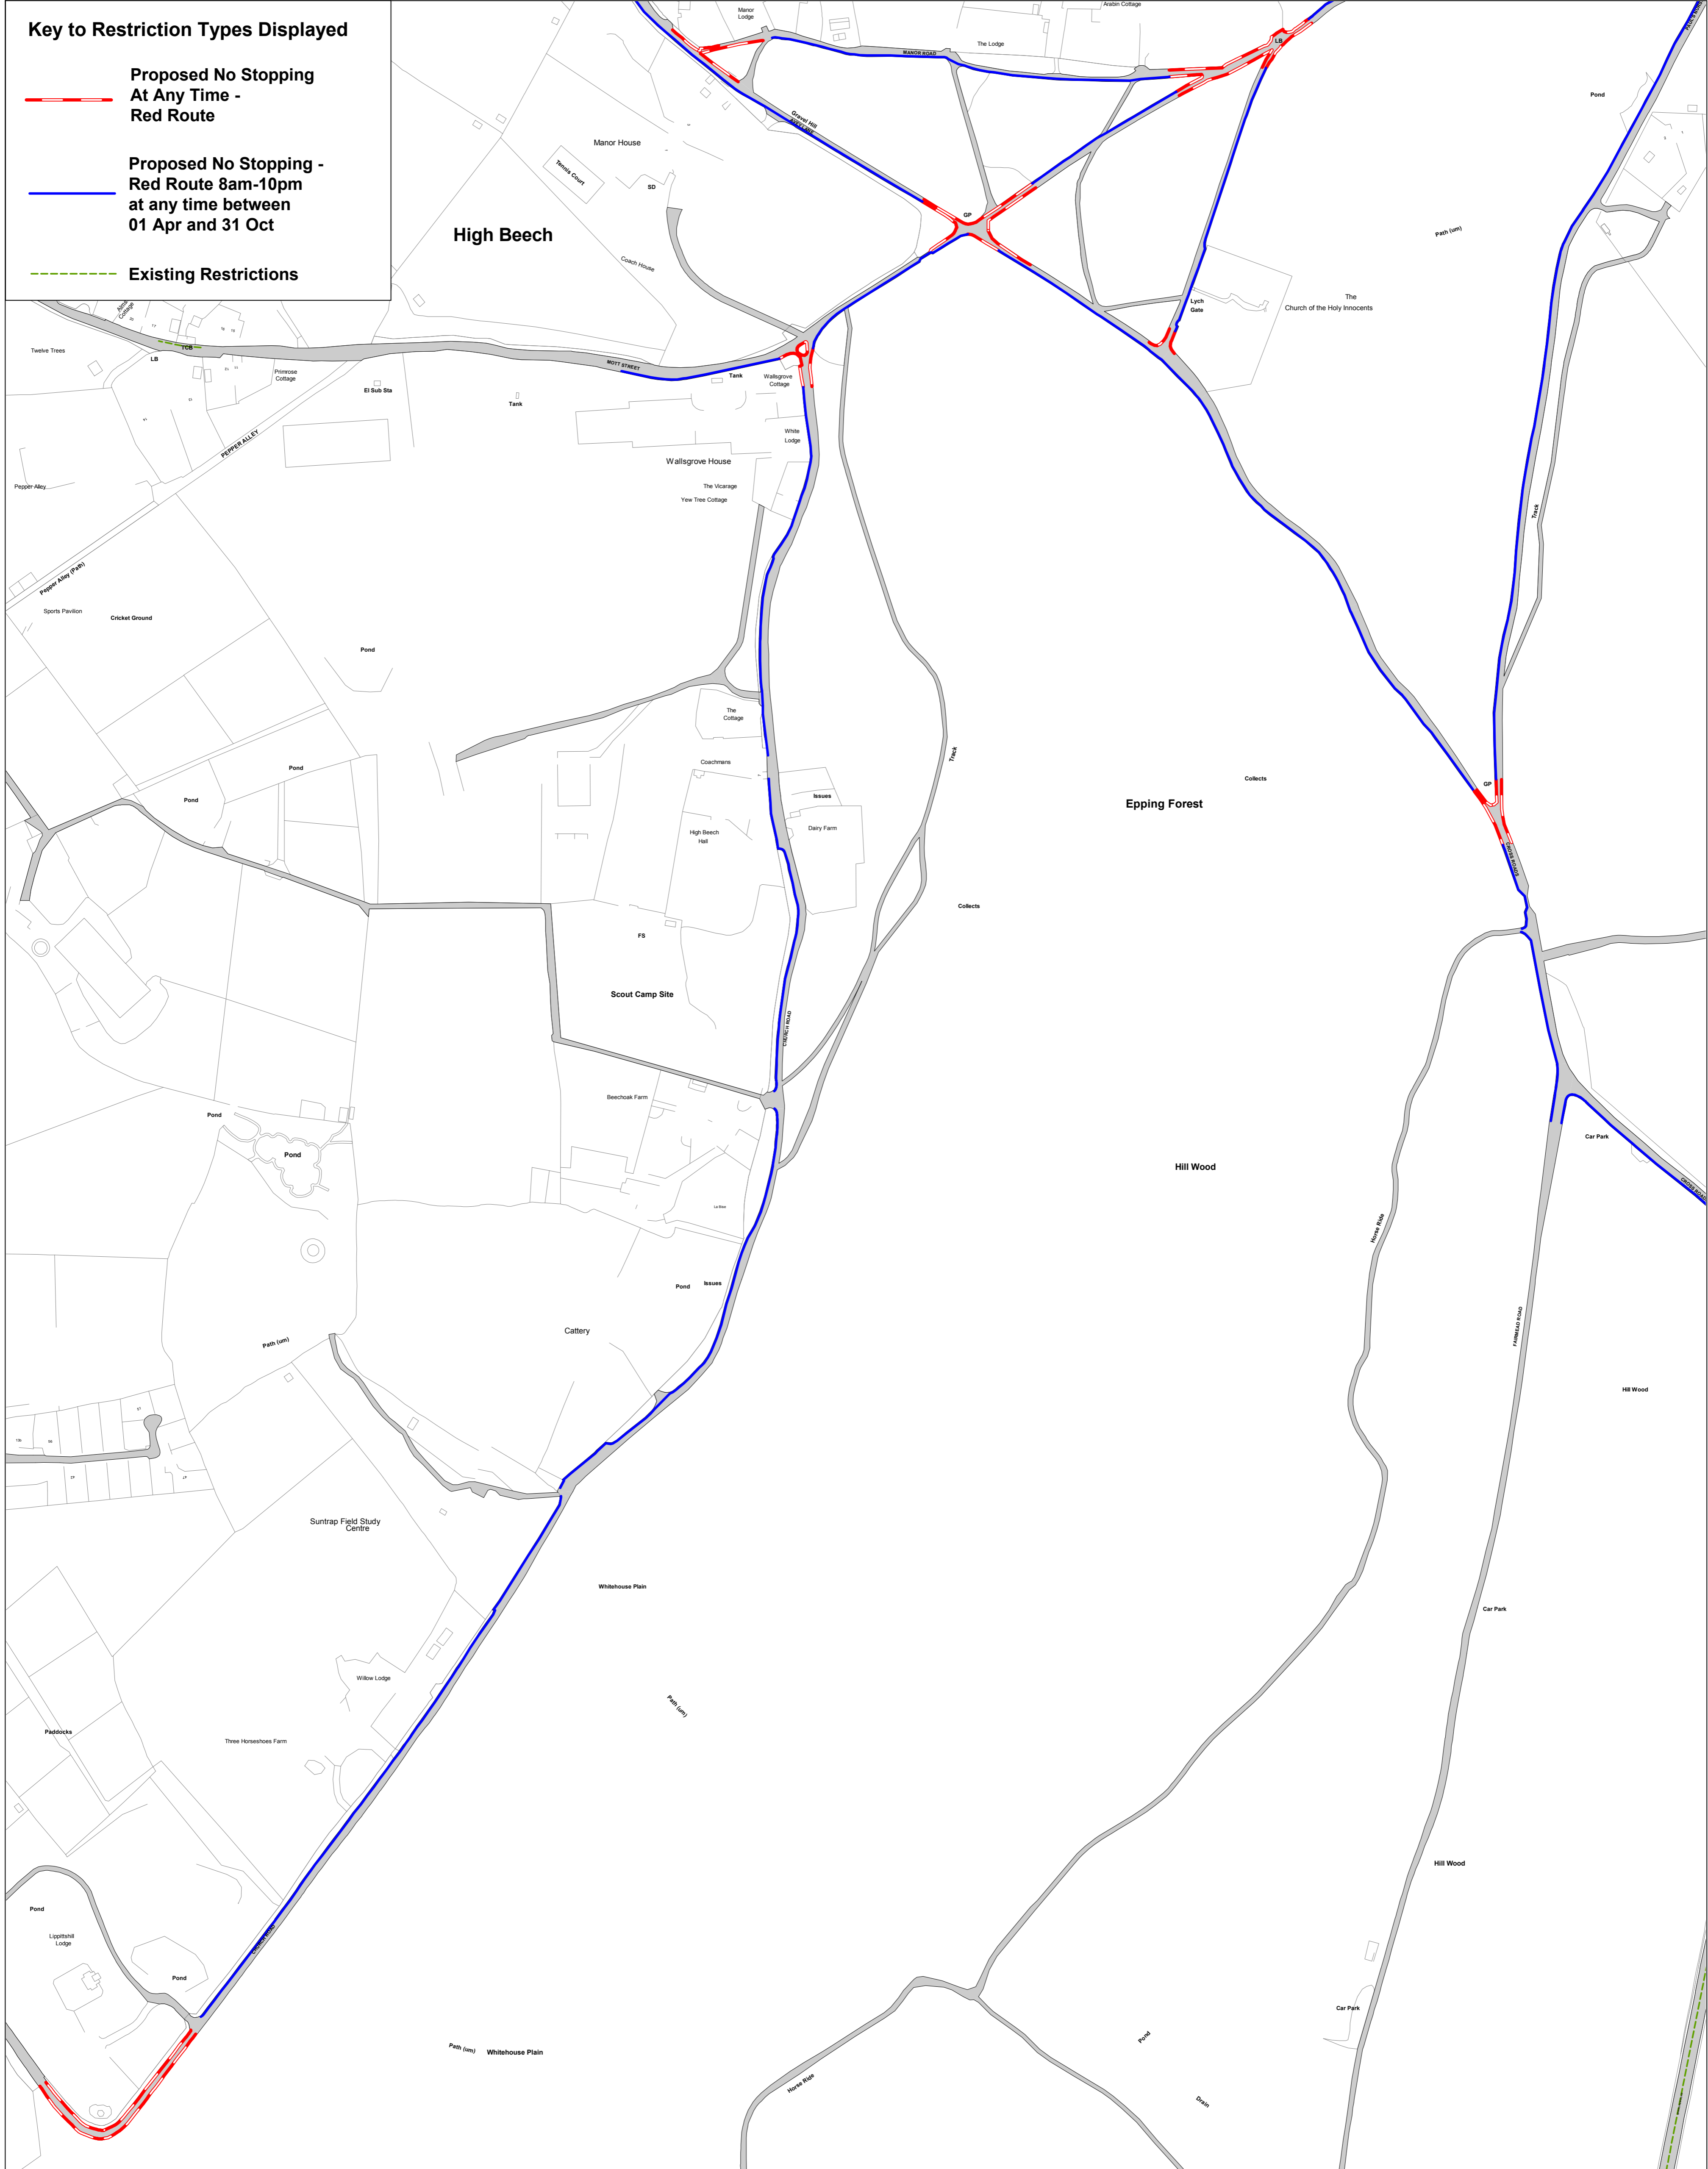 Key to Restriction Types Displayed
Proposed No Stopping
At Any Time -
Red Route
Proposed No Stopping -
Red Route 8am-10pm
at any time between
01 Apr and 31 Oct
Existing Restrictions
Manor
Lodge
Arabin Cottage
The Lodge
LB
MANOR ROAD
Pond
Gravel Hill
Manor House
Tennis Court
SD
GP
High Beech
Path (um)
Coach House
Lych
Gate
The
Church of the Holy Innocents
Cottage
Twelve Trees
TCB
LB
Primrose
Cottage
El Sub Sta
MOTT STREET
Tank
Wallsgrove
Cottage
Tank
White
Lodge
PEPPER ALLEY
Wallsgrove House
Pepper Alley
The Vicarage
Yew Tree Cottage
Track
Pepper Alley (Path)
Sports Pavilion
Cricket Ground
Pond
The
Cottage
Track
Coachmans
Pond
Collects
GP
Pond
Issues
Epping Forest
High Beech
Hall
Dairy Farm
CROSS ROADS
Collects
FS
Scout Camp Site
CHURCH ROAD
Beechoak Farm
Pond
Pond
Car Park
Hill Wood
CROSS ROAD
Horse Ride
Pond
Issues
Path (um)
Cattery
FAIRMEAD ROAD
Hill Wood
Suntrap Field Study
Centre
Whitehouse Plain
Car Park
Willow Lodge
Path (um)
Paddocks
Three Horseshoes Farm
Hill Wood
Pond
Lippittshill
Lodge
CHURCH ROAD
Pond
Car Park
Pond
Path (um)
Whitehouse Plain
Horse Ride
Drain